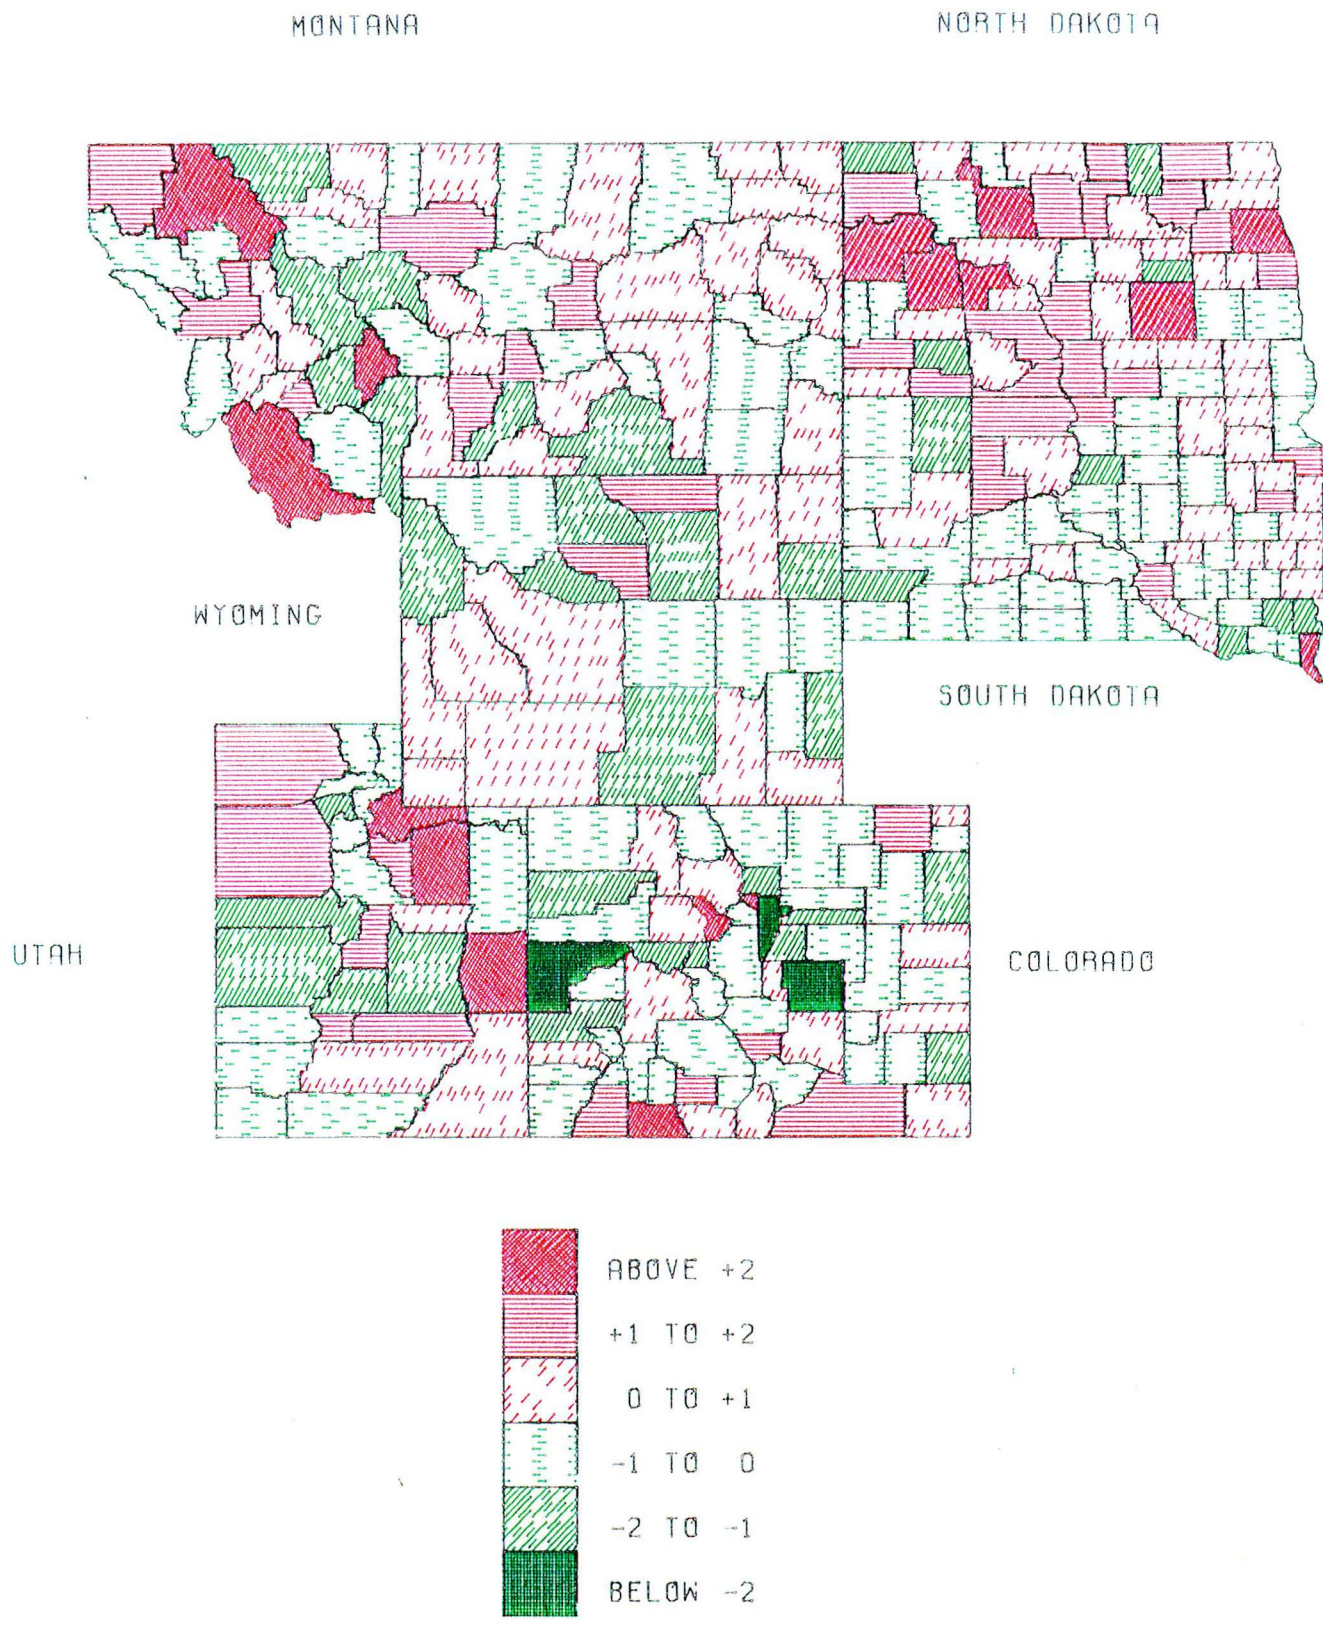 MONTANA
NORTH DAKOTA
WYOMING
SOUTH DAKOTA
UTAH
COLORADO
ABOVE +2
+1 TO +2
0 TO +1
-1 TO 0
-2 TO -1
BELOW -2